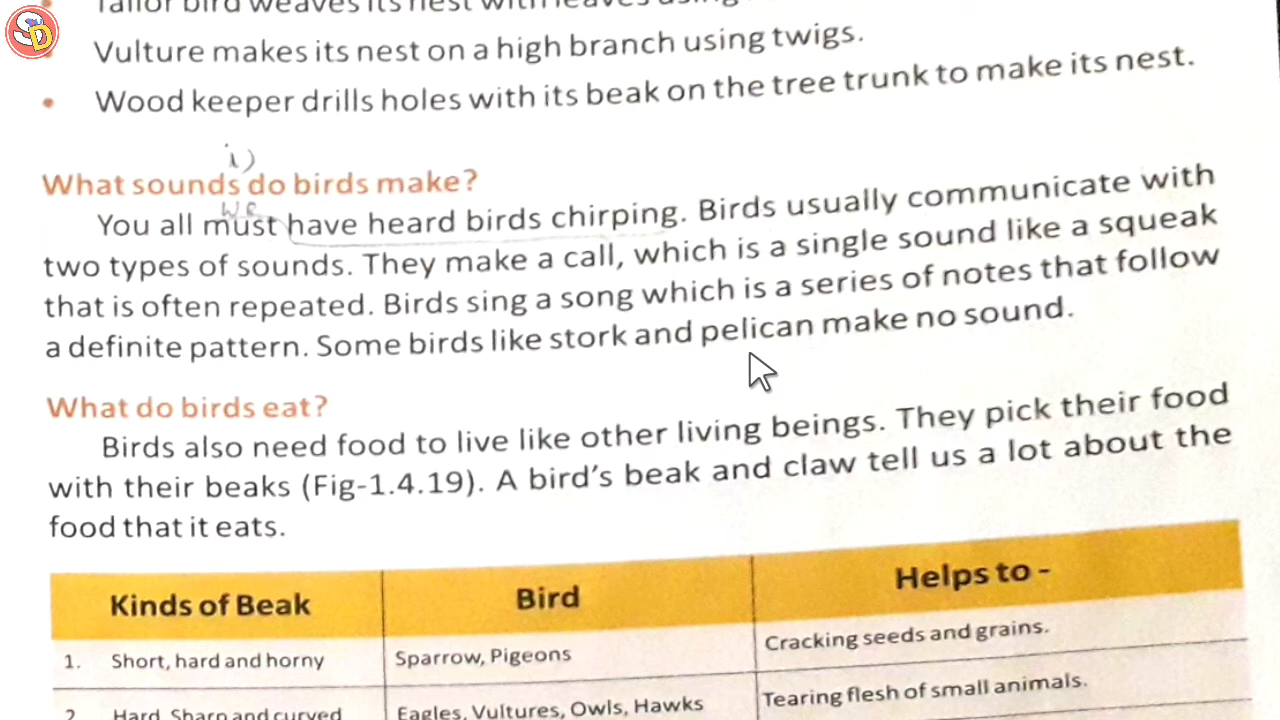 Tailor bird weaves its nest with leaves using
Vulture makes its nest on a high branch using twigs.
• Wood keeper drills holes with its beak on the tree trunk to make its nest.
i)
What sounds do birds make?
we
You all must have heard birds chirping. Birds usually communicate with
two types of sounds. They make a call, which is a single sound like a squeak
that is often repeated. Birds sing a song which is a series of notes that follow
a definite pattern. Some birds like stork and pelican make no sound.
What do birds eat?
Birds also need food to live like other living beings. They pick their food
with their beaks (Fig-1.4.19). A bird's beak and claw tell us a lot about the
food that it eats.
Kinds of Beak Bird Helps to -
1. Short, hard and horny Sparrow, Pigeons Cracking seeds and grains.
2. Hard, Sharp and curved Eagles, Vultures, Owls, Hawks Tearing flesh of small animals.